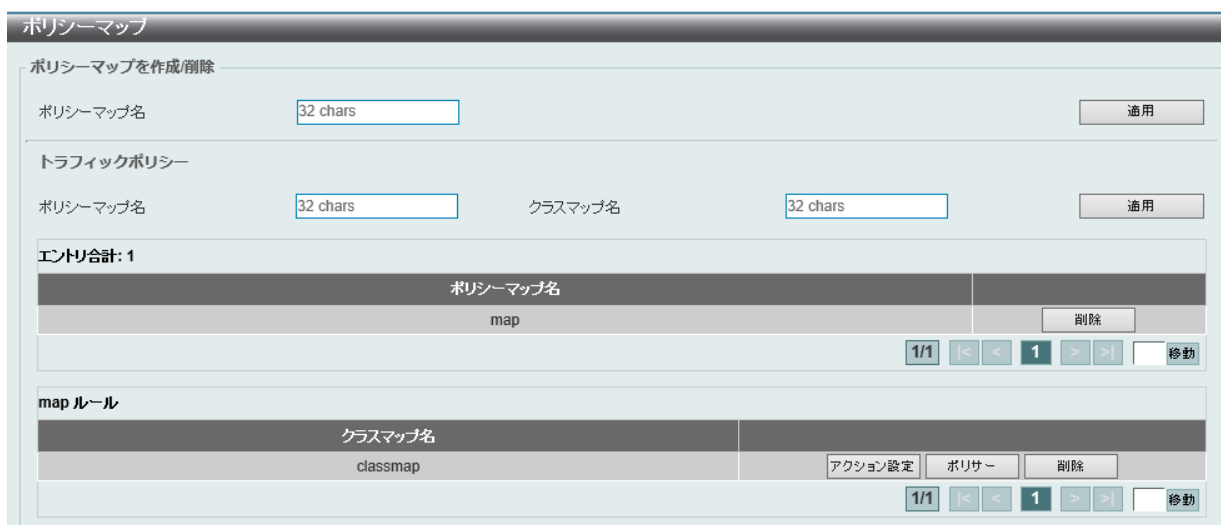 ポリシーマップ
ポリシーマップを作成/削除
ポリシーマップ名 32 chars 適用
トラフィックポリシー
ポリシーマップ名 32 chars クラスマップ名 32 chars 適用
エントリ合計: 1
ポリシーマップ名
map 削除
1/1 |< < 1 > >| 移動
map ルール
クラスマップ名
classmap アクション設定 ポリサー 削除
1/1 |< < 1 > >| 移動